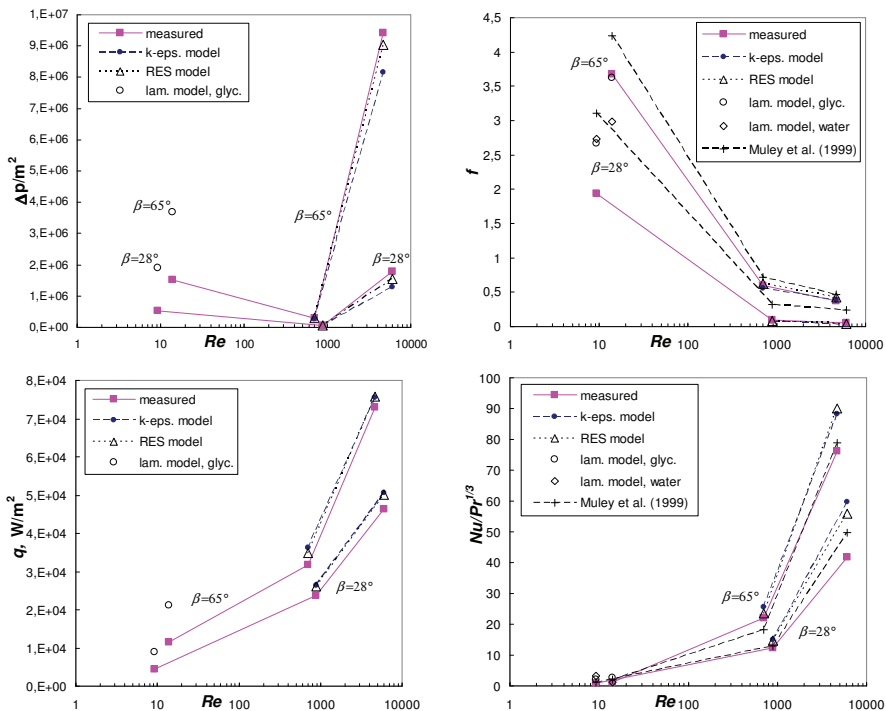 1,E+07
9,E+06
8,E+06
7,E+06
6,E+06
5,E+06
4,E+06
3,E+06
2,E+06
1,E+06
0,E+00
Δp/m²
measured
k-eps. model
RES model
lam. model, glyc.
β=65°
β=28°
β=65°
β=28°
1 10 100 1000 10000
Re
4,5
4
3,5
3
2,5
2
1,5
1
0,5
0
f
measured
k-eps. model
RES model
lam. model, glyc.
lam. model, water
Muley et al. (1999)
β=65°
β=28°
1 10 100 1000 10000
Re
8,E+04
7,E+04
6,E+04
5,E+04
4,E+04
3,E+04
2,E+04
1,E+04
0,E+00
q, W/m²
measured
k-eps. model
RES model
lam. model, glyc.
β=65°
β=28°
1 10 100 1000 10000
Re
100
90
80
70
60
50
40
30
20
10
0
Nu/Pr^1/3
measured
k-eps. model
RES model
lam. model, glyc.
lam. model, water
Muley et al. (1999)
β=65°
β=28°
1 10 100 1000 10000
Re